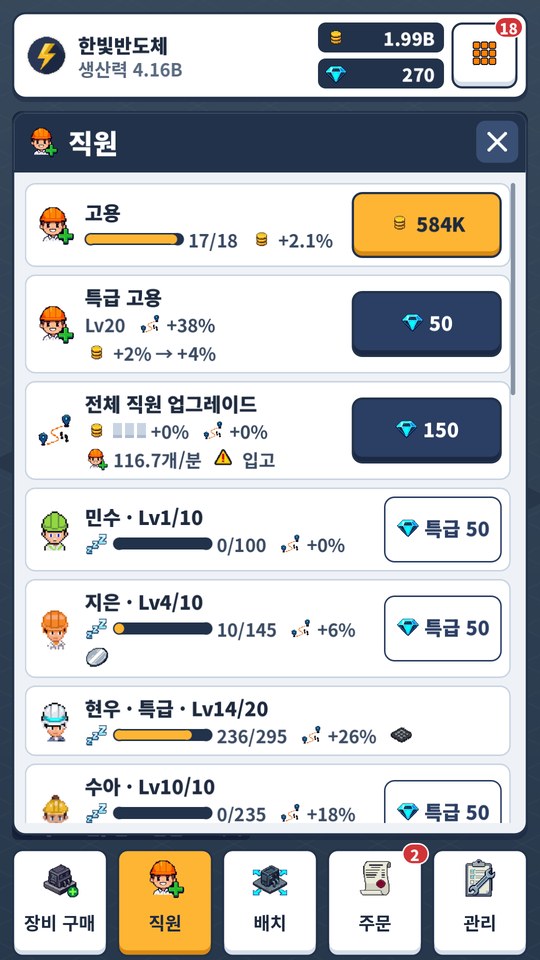 한빛반도체
생산력 4.16B
1.99B
270
18
직원
고용
17/18 +2.1%
584K
특급 고용
Lv20 +38%
+2% → +4%
50
전체 직원 업그레이드
+0% +0%
116.7개/분 입고
150
민수 · Lv1/10
zzz 0/100 +0%
특급 50
지은 · Lv4/10
zzz 10/145 +6%
특급 50
현우 · 특급 · Lv14/20
zzz 236/295 +26%
수아 · Lv10/10
zzz 0/235 +18%
특급 50
2
장비 구매
직원
배치
주문
관리